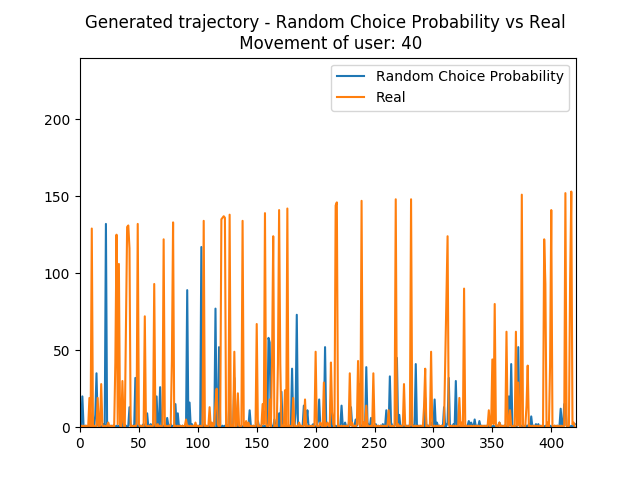 Generated trajectory - Random Choice Probability vs Real
Movement of user: 40
Random Choice Probability
Real
200
150
100
50
0
0 50 100 150 200 250 300 350 400